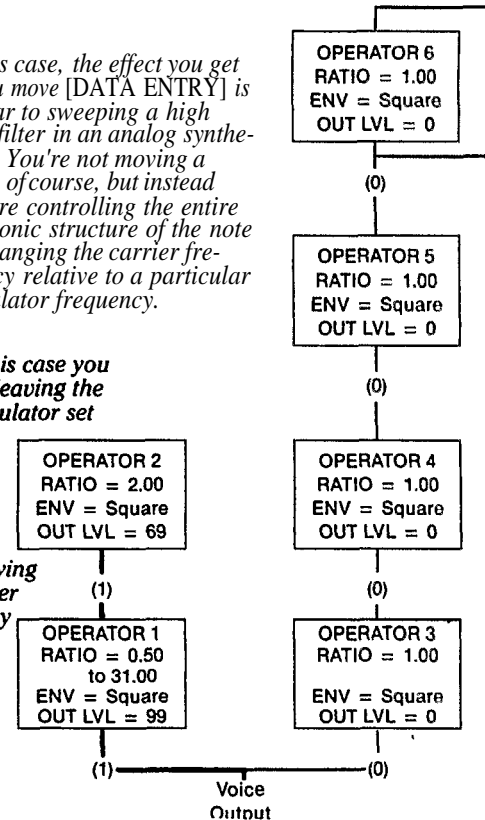 s case, the effect you get
u move [DATA ENTRY] is
ar to sweeping a high
filter in an analog synthe-
You're not moving a
of course, but instead
re controlling the entire
onic structure of the note
anging the carrier fre-
cy relative to a particular
ulator frequency.
is case you
leaving the
ulator set
ving
er
y
OPERATOR 6
RATIO = 1.00
ENV = Square
OUT LVL = 0
(0)
OPERATOR 5
RATIO = 1.00
ENV = Square
OUT LVL = 0
(0)
OPERATOR 2
RATIO = 2.00
ENV = Square
OUT LVL = 69
(1)
OPERATOR 1
RATIO = 0.50
to 31.00
ENV = Square
OUT LVL = 99
(1)
OPERATOR 4
RATIO = 1.00
ENV = Square
OUT LVL = 0
(0)
OPERATOR 3
RATIO = 1.00
ENV = Square
OUT LVL = 0
(0)
Voice
Output